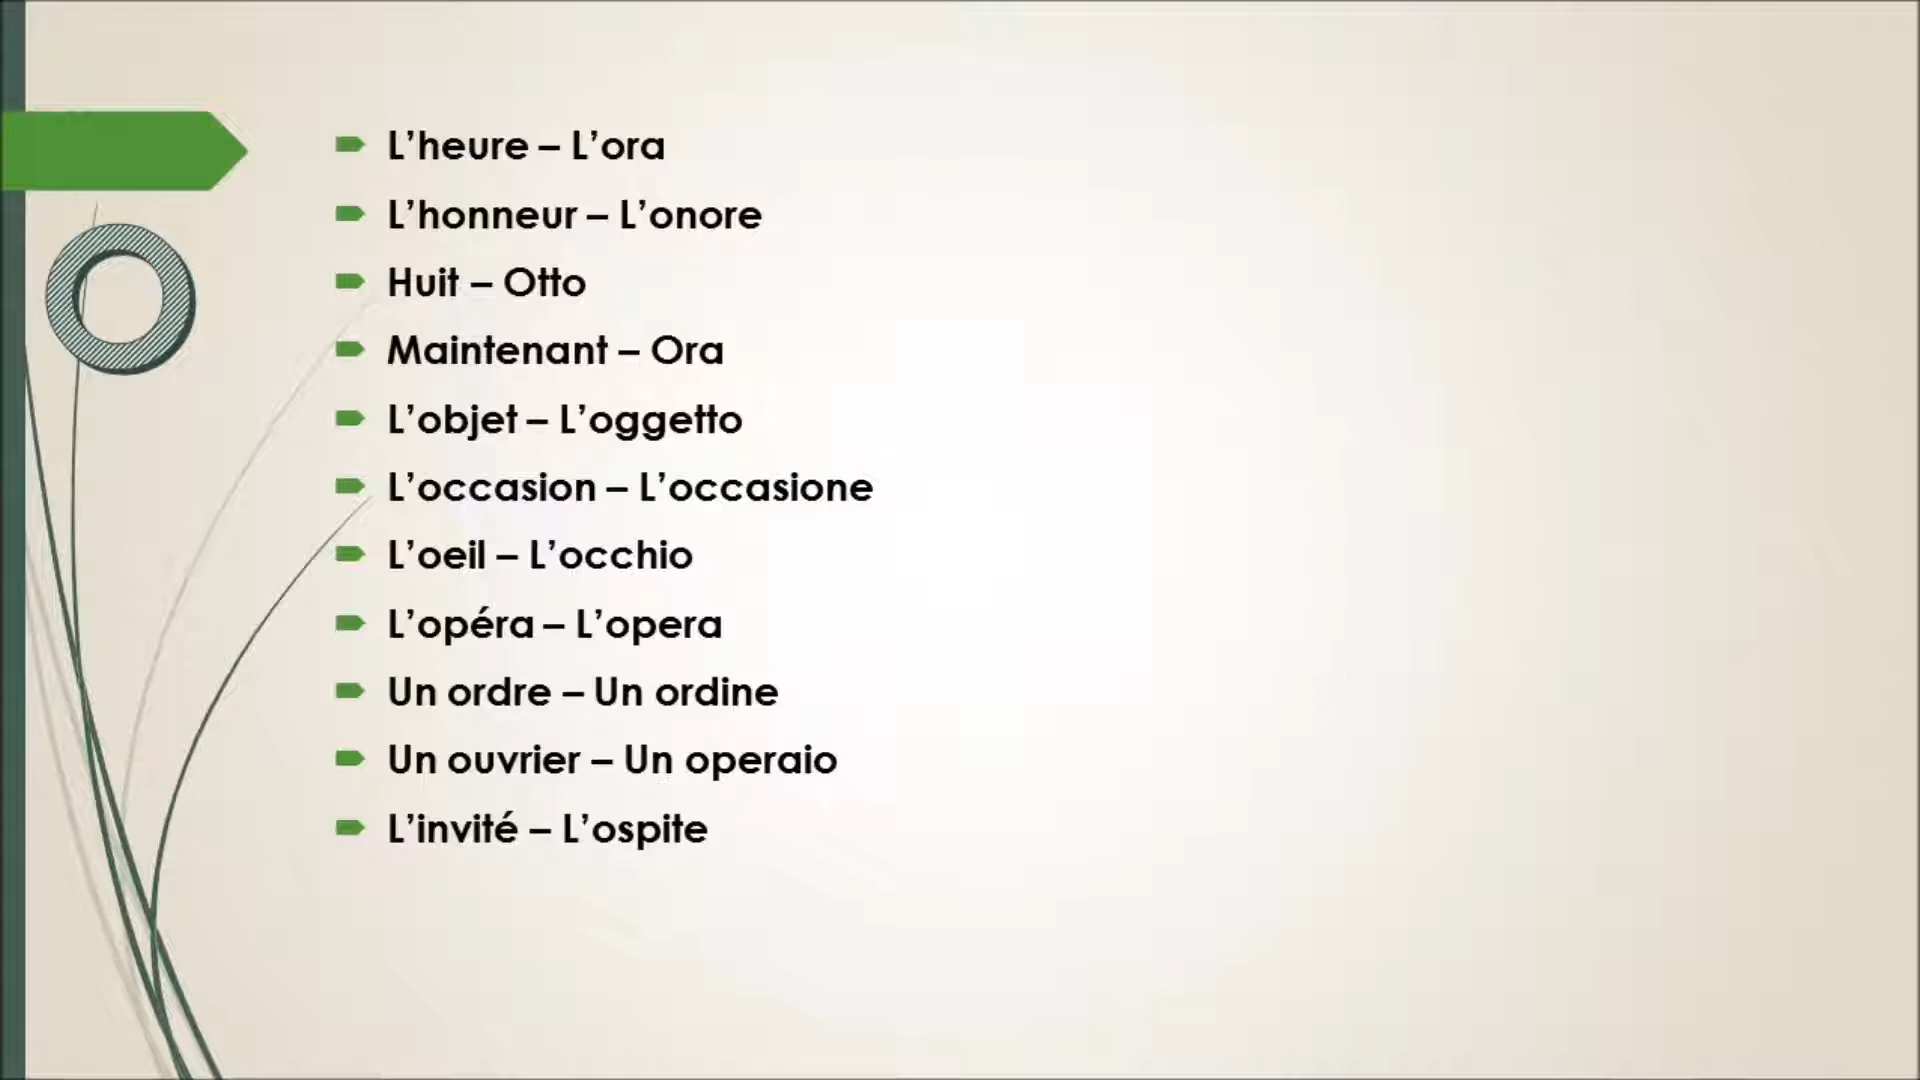 O
L’heure – L’ora
L’honneur – L’onore
Huit – Otto
Maintenant – Ora
L’objet – L’oggetto
L’occasion – L’occasione
L’oeil – L’occhio
L’opéra – L’opera
Un ordre – Un ordine
Un ouvrier – Un operaio
L’invité – L’ospite